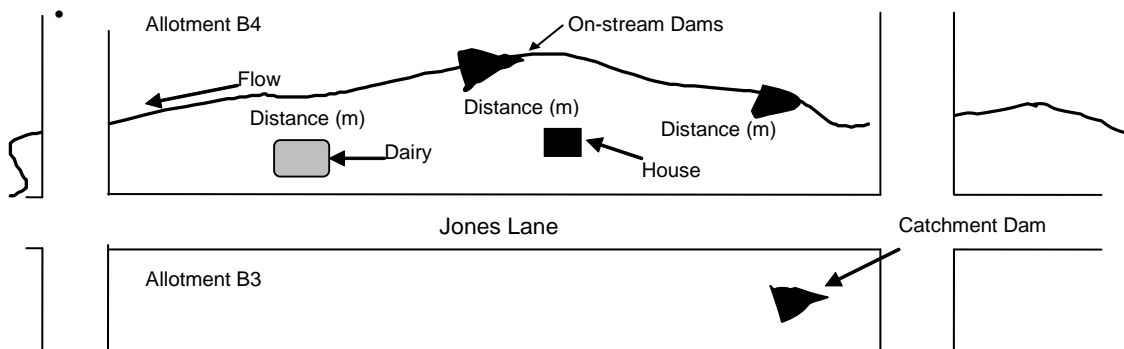 Allotment B4
On-stream Dams
Flow
Distance (m)
Distance (m)
Distance (m)
Dairy
House
Jones Lane
Catchment Dam
Allotment B3